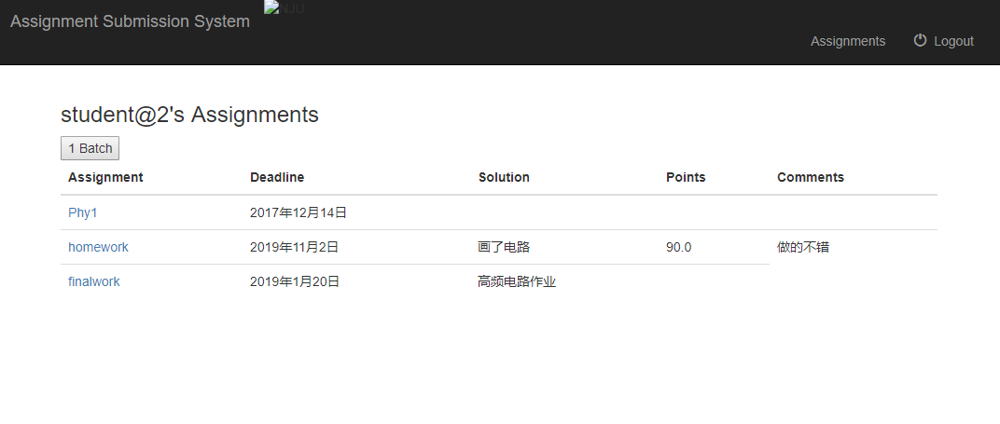 Assignment Submission System NJU
Assignments Logout
student@2's Assignments
1 Batch
Assignment Deadline Solution Points Comments
Phy1 2017年12月14日
homework 2019年11月2日 画了电路 90.0 做的不错
finalwork 2019年1月20日 高频电路作业